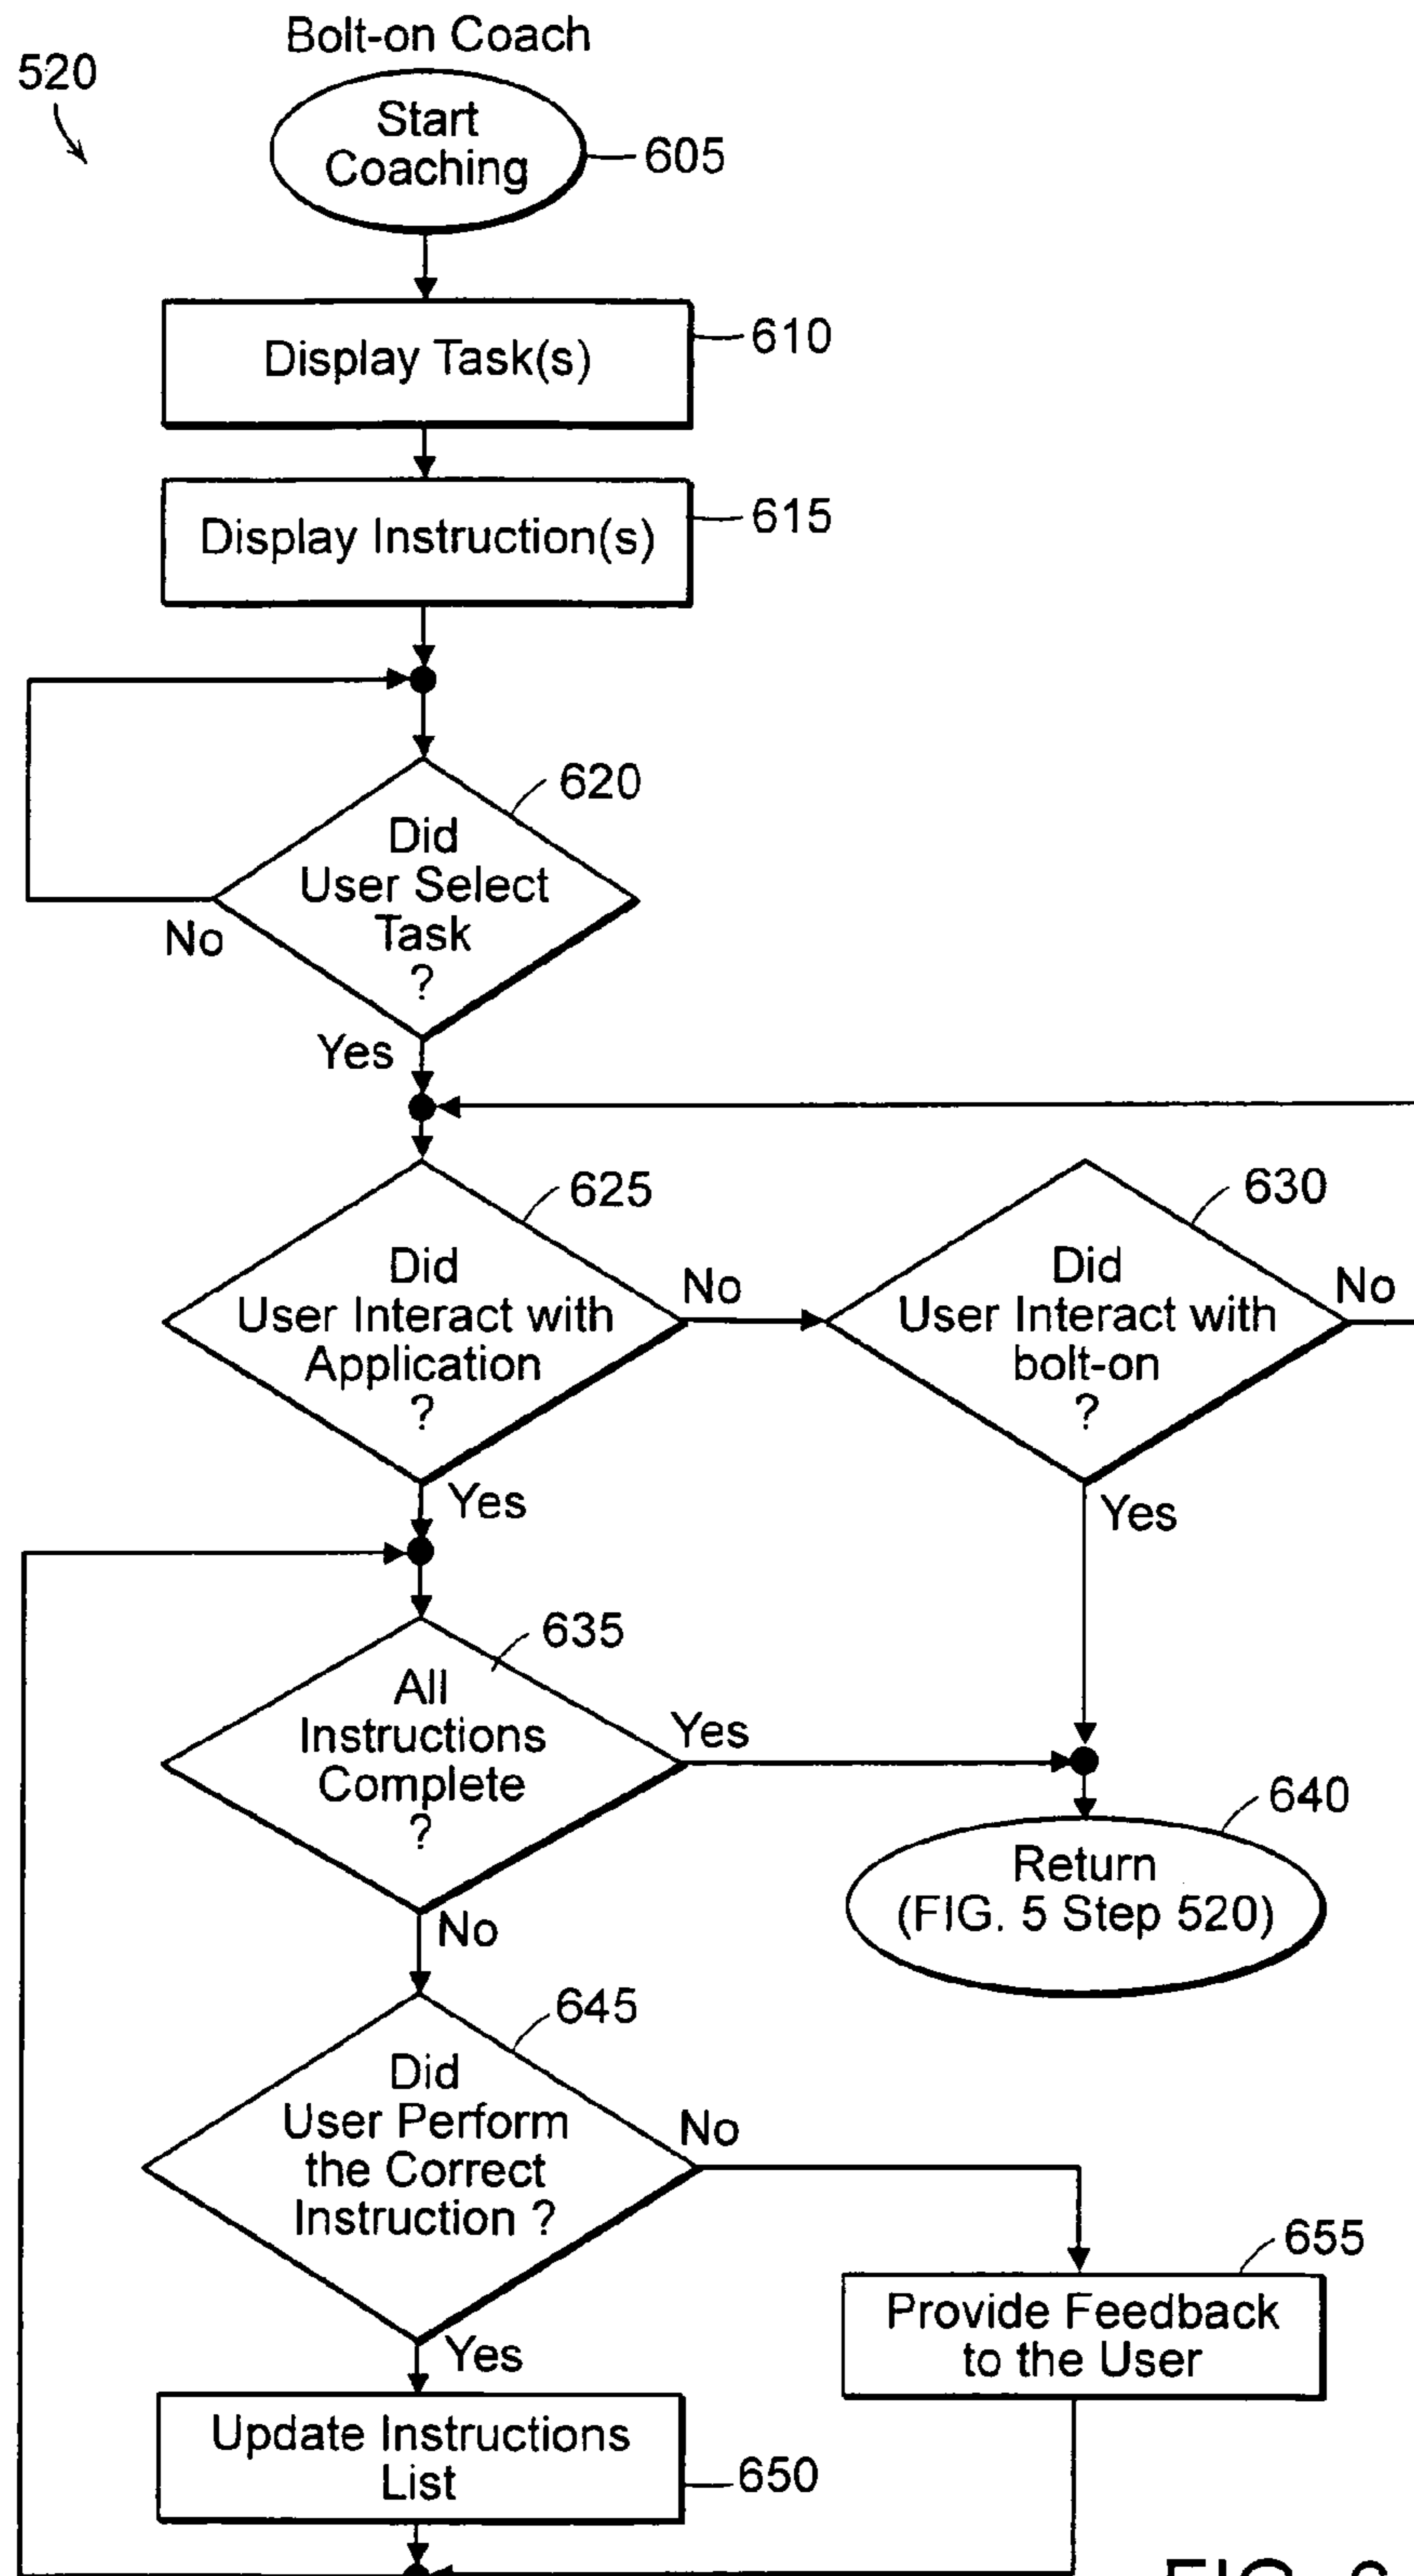 Bolt-on Coach
520
Start
Coaching
605
Display Task(s)
610
Display Instruction(s)
615
620
Did
User Select
Task
?
No
Yes
625
Did
User Interact with
Application
?
No
630
Did
User Interact with
bolt-on
?
No
Yes
Yes
635
All
Instructions
Complete
?
Yes
640
Return
(FIG. 5 Step 520)
No
645
Did
User Perform
the Correct
Instruction ?
No
655
Provide Feedback
to the User
Yes
Update Instructions
List
650
FIG.